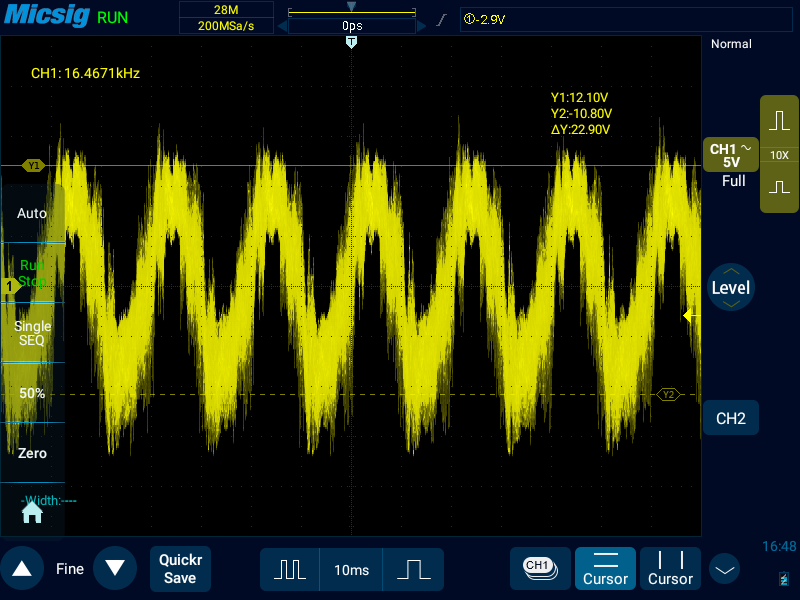 Micsig RUN
28M
200MSa/s
0ps
①-2.9V
Normal
CH1: 16.4671kHz
Y1:12.10V
Y2:-10.80V
ΔY:22.90V
Y1
CH1
5V
10X
Full
Auto
Run
Stop
1
Level
Single
SEQ
50%
Y2
CH2
Zero
-Width:----
16:48
Fine
Quickr
Save
10ms
CH1
Cursor
Cursor